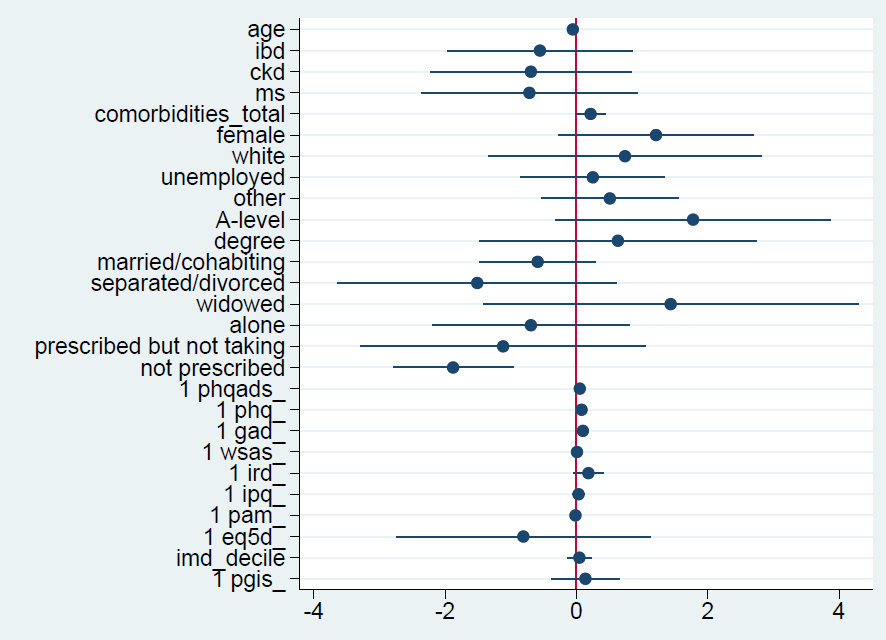 age
ibd
ckd
ms
comorbidities_total
female
white
unemployed
other
A-level
degree
married/cohabiting
separated/divorced
widowed
alone
prescribed but not taking
not prescribed
1 phqads_
1 phq_
1 gad_
1 wsas_
1 ird_
1 ipq_
1 pam_
1 eq5d_
imd_decile
1 pgis_
-4 -2 0 2 4